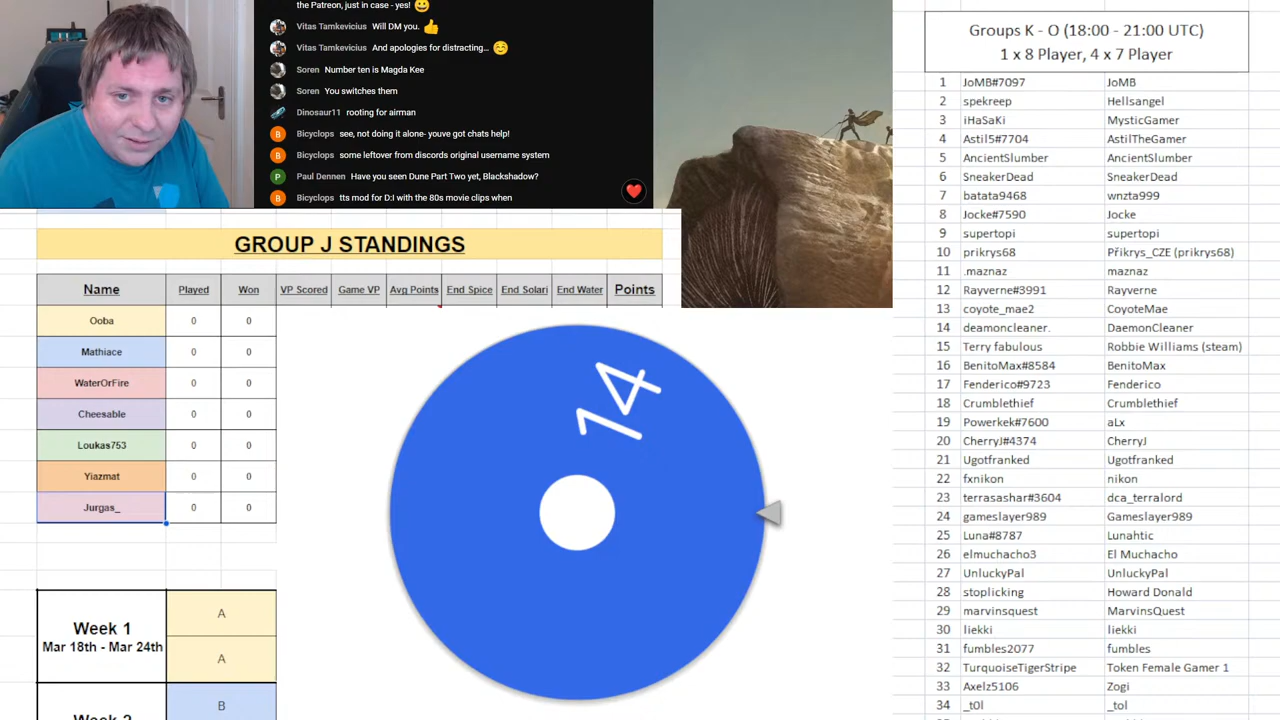 the Patreon, just in case - yes! 😀
Vitas Tamkevicius Will DM you. 👍
Vitas Tamkevicius And apologies for distracting... ☺️
Soren Number ten is Magda Kee
Soren You switches them
Dinosaur11 rooting for airman
B Bicyclops see, not doing it alone- youve got chats help!
B Bicyclops some leftover from discords original username system
P Paul Dennen Have you seen Dune Part Two yet, Blackshadow?
B Bicyclops tts mod for D:I with the 80s movie clips when
GROUP J STANDINGS
Name Played Won VP Scored Game VP Avg Points End Spice End Solari End Water Points
Ooba 0 0
Mathiace 0 0
WaterOrFire 0 0
Cheesable 0 0
Loukas753 0 0
Yiazmat 0 0
Jurgas_ 0 0
Week 1
Mar 18th - Mar 24th
A
A
B
14
Groups K - O (18:00 - 21:00 UTC)
1 x 8 Player, 4 x 7 Player
1 JoMB#7097 JoMB
2 spekreep Hellsangel
3 iHaSaKi MysticGamer
4 Astil5#7704 AstilTheGamer
5 AncientSlumber AncientSlumber
6 SneakerDead SneakerDead
7 batata9468 wnzta999
8 Jocke#7590 Jocke
9 supertopi supertopi
10 prikrys68 Přikrys_CZE (prikrys68)
11 .maznaz maznaz
12 Rayverne#3991 Rayverne
13 coyote_mae2 CoyoteMae
14 deamoncleaner. DaemonCleaner
15 Terry fabulous Robbie Williams (steam)
16 BenitoMax#8584 BenitoMax
17 Fenderico#9723 Fenderico
18 Crumblethief Crumblethief
19 Powerkek#7600 aLx
20 CherryJ#4374 CherryJ
21 Ugotfranked Ugotfranked
22 fxnikon nikon
23 terrasashar#3604 dca_terralord
24 gameslayer989 Gameslayer989
25 Luna#8787 Lunahtic
26 elmuchacho3 El Muchacho
27 UnluckyPal UnluckyPal
28 stoplicking Howard Donald
29 marvinsquest MarvinsQuest
30 liekki liekki
31 fumbles2077 fumbles
32 TurquoiseTigerStripe Token Female Gamer 1
33 Axelz5106 Zogi
34 _t0l _tol